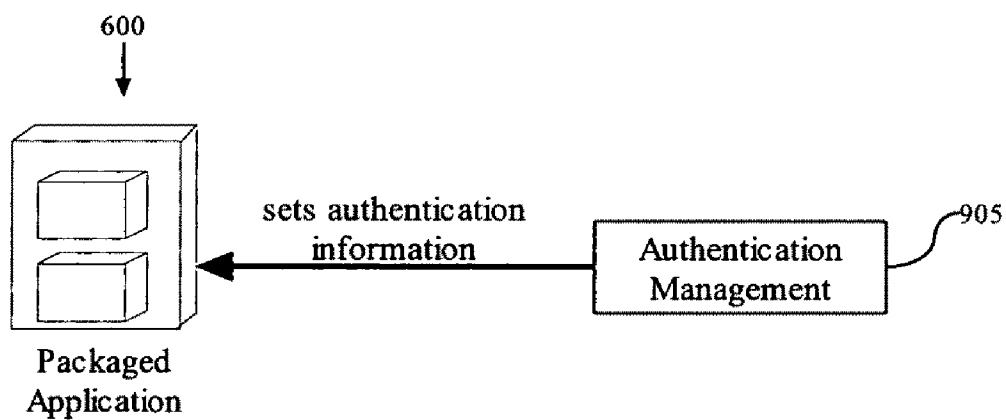 600
sets authentication
information
Authentication
Management
905
Packaged
Application